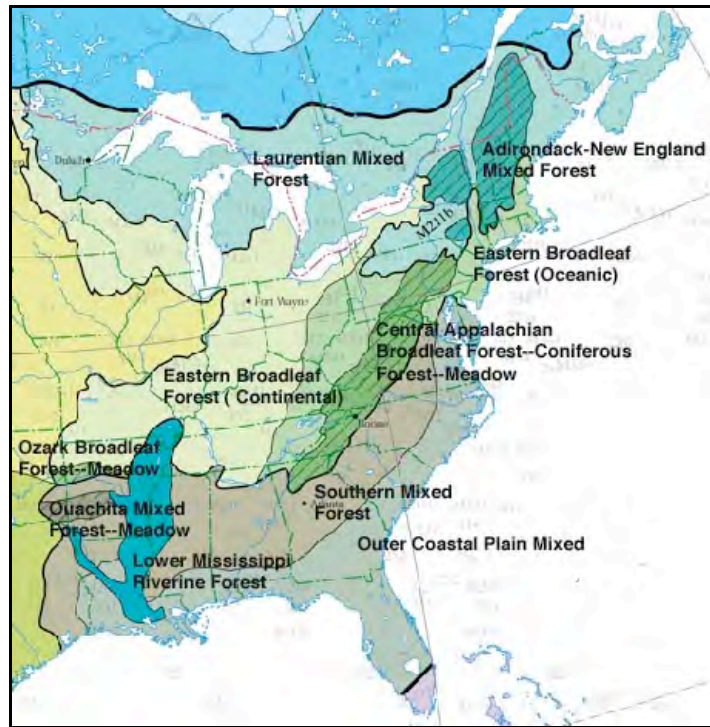 Duluth
Laurentian Mixed
Forest
Adirondack-New England
Mixed Forest
M211b
Eastern Broadleaf
Forest (Oceanic)
Fort Wayne
Central Appalachian
Broadleaf Forest--Coniferous
Forest--Meadow
Eastern Broadleaf
Forest ( Continental)
Boone
Ozark Broadleaf
Forest--Meadow
Southern Mixed
Forest
Atlanta
Ouachita Mixed
Forest--Meadow
Outer Coastal Plain Mixed
Lower Mississippi
Riverine Forest